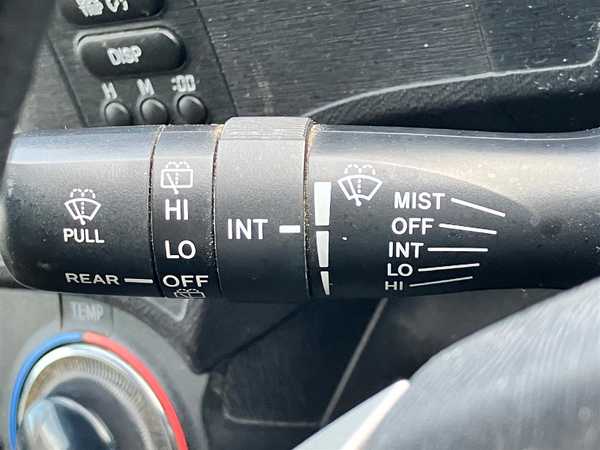 DISP
H M :00
MIST
HI
OFF
PULL
INT
INT
LO
LO
REAR
OFF
HI
TEMP